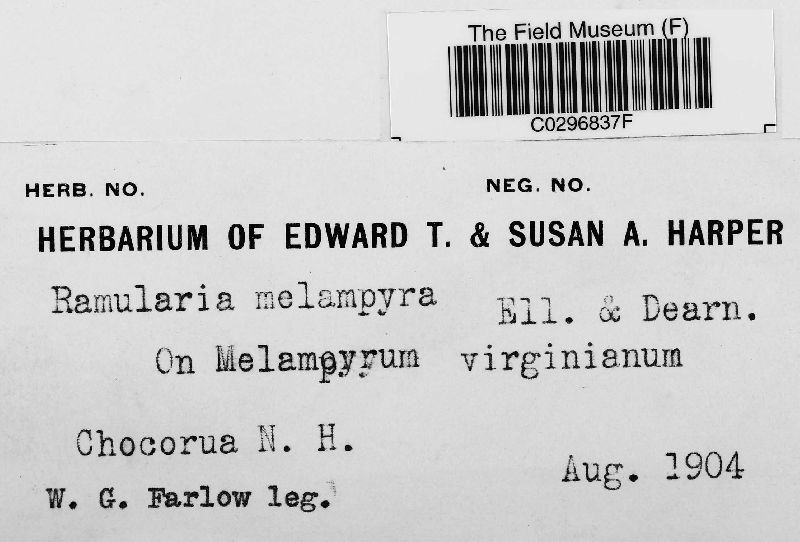 The Field Museum (F)
C0296837F
HERB. NO. NEG. NO.
HERBARIUM OF EDWARD T. & SUSAN A. HARPER
Ramularia melampyra Ell. & Dearn.
On Melampyrum virginianum
Chocorua N. H.
Aug. 1904
W. G. Farlow leg.